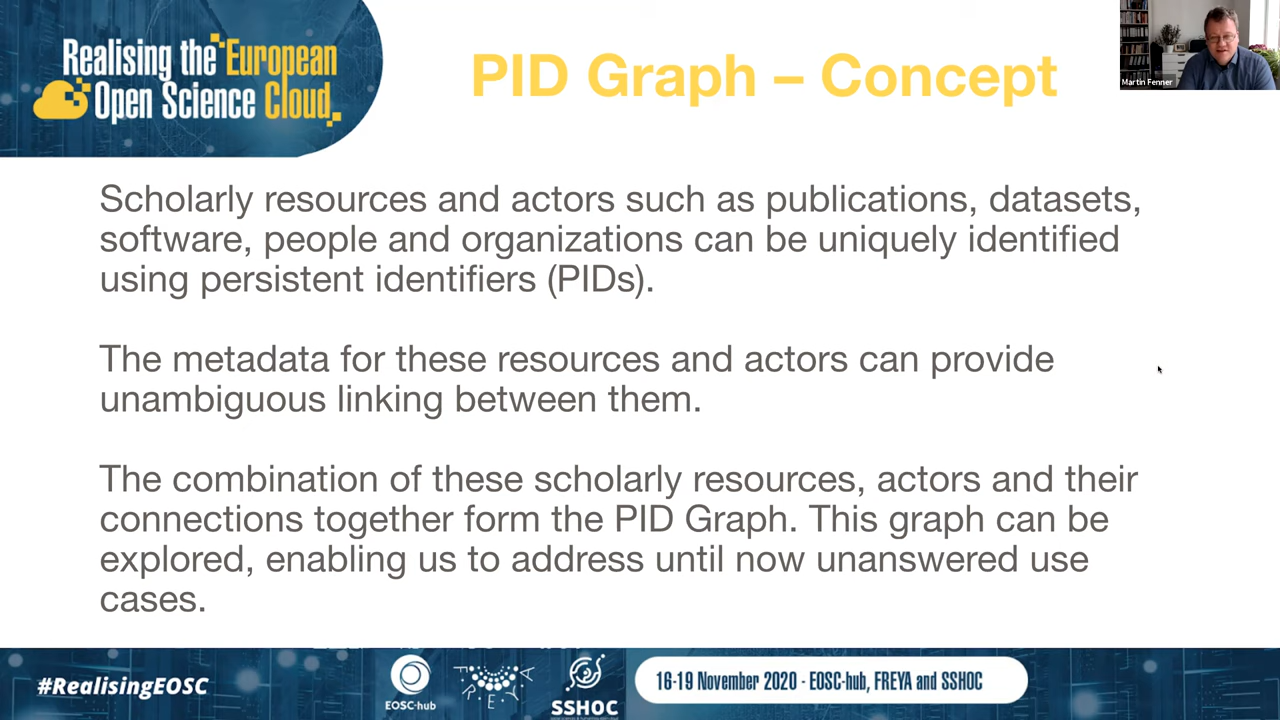 Realising the European
Open Science Cloud
PID Graph – Concept
Martin Fenner
Scholarly resources and actors such as publications, datasets,
software, people and organizations can be uniquely identified
using persistent identifiers (PIDs).
The metadata for these resources and actors can provide
unambiguous linking between them.
The combination of these scholarly resources, actors and their
connections together form the PID Graph. This graph can be
explored, enabling us to address until now unanswered use
cases.
#RealisingEOSC
EOSC-hub
FREYA
SSHOC
16-19 November 2020 - EOSC-hub, FREYA and SSHOC